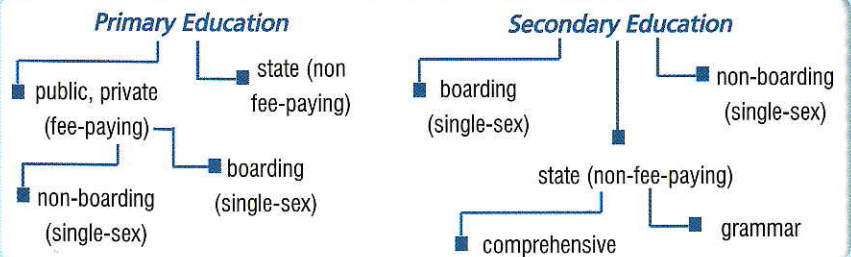 Primary Education
public, private
(fee-paying)
state (non
fee-paying)
non-boarding
(single-sex)
boarding
(single-sex)
Secondary Education
boarding
(single-sex)
non-boarding
(single-sex)
state (non-fee-paying)
comprehensive
grammar